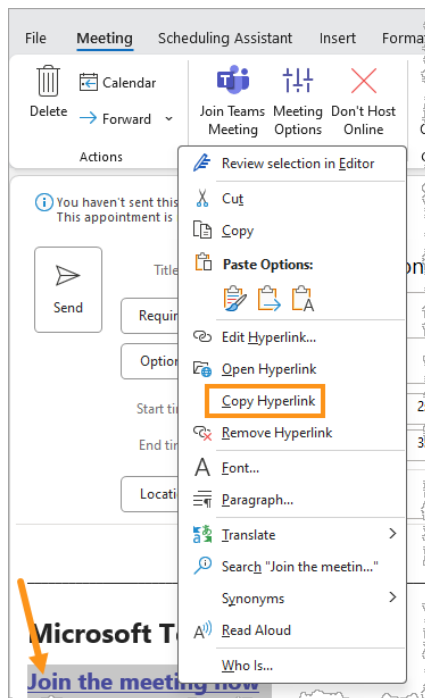 File Meeting Scheduling Assistant Insert
Calendar
Delete
Forward
Join Teams Meeting Don't Host
Meeting Options Online
Actions
Review selection in Editor
You haven't sent this
This appointment is
Cut
Copy
Paste Options:
Title
Send
Edit Hyperlink...
Open Hyperlink
Copy Hyperlink
Start
Remove Hyperlink
End
Font...
Paragraph...
Translate
Search "Join the meetin..."
Synonyms
Microsoft
Read Aloud
Who Is...
Join the meeting now